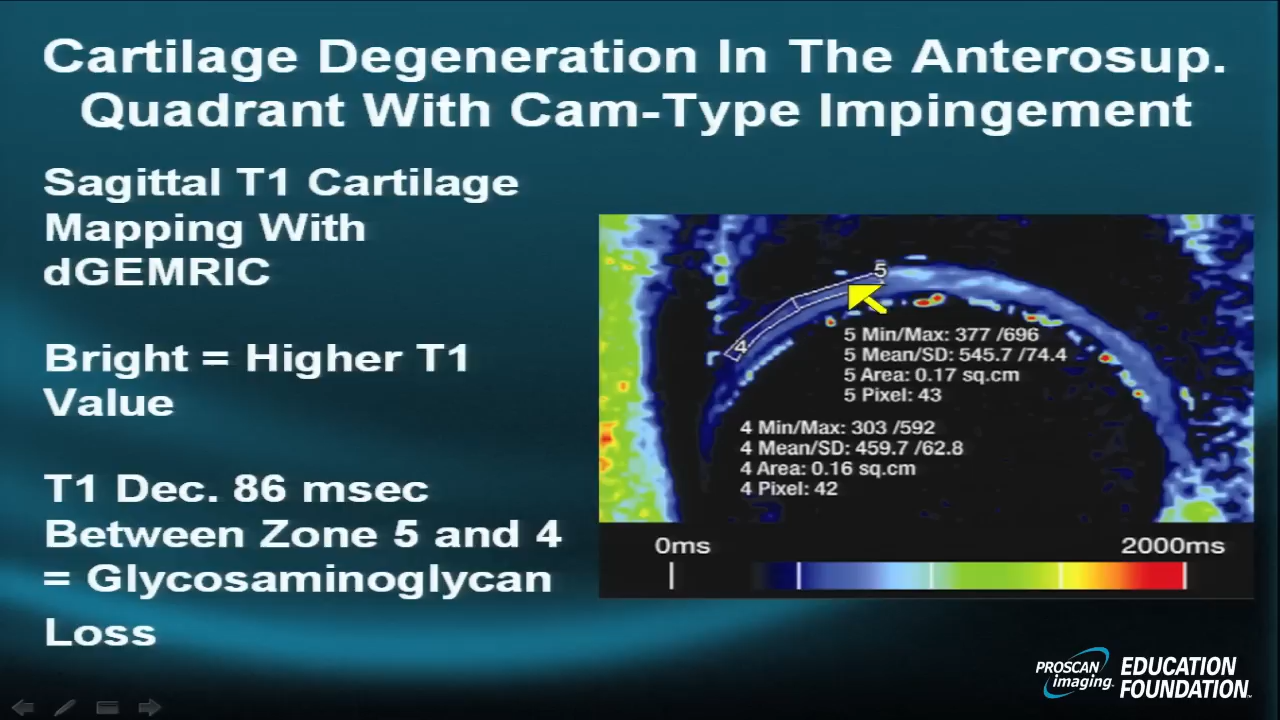 Cartilage Degeneration In The Anterosup.
Quadrant With Cam-Type Impingement
Sagittal T1 Cartilage
Mapping With
dGEMRIC
Bright = Higher T1
Value
T1 Dec. 86 msec
Between Zone 5 and 4
= Glycosaminoglycan
Loss
5
4
5 Min/Max: 377 /696
5 Mean/SD: 545.7 /74.4
5 Area: 0.17 sq.cm
5 Pixel: 43
4 Min/Max: 303 /592
4 Mean/SD: 459.7 /62.8
4 Area: 0.16 sq.cm
4 Pixel: 42
0ms 2000ms
PROSCAN
imaging
EDUCATION
FOUNDATION